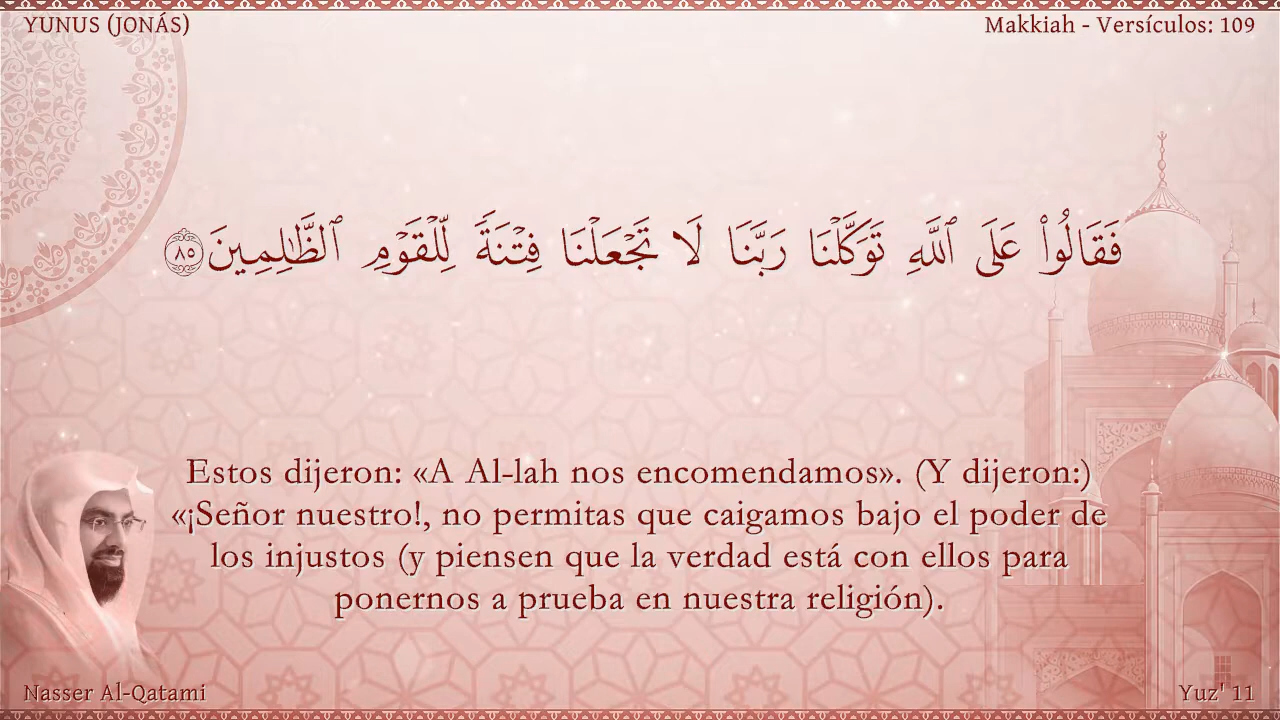 YUNUS (JONÁS)
Makkiah - Versículos: 109
فَقَالُوا۟ عَلَى ٱللَّهِ تَوَكَّلْنَا رَبَّنَا لَا تَجْعَلْنَا فِتْنَةً لِّلْقَوْمِ ٱلظَّٰلِمِينَ ٨٥
Estos dijeron: «A Al-lah nos encomendamos». (Y dijeron:)
«¡Señor nuestro!, no permitas que caigamos bajo el poder de
los injustos (y piensen que la verdad está con ellos para
ponernos a prueba en nuestra religión).
Nasser Al-Qatami
Yuz' 11